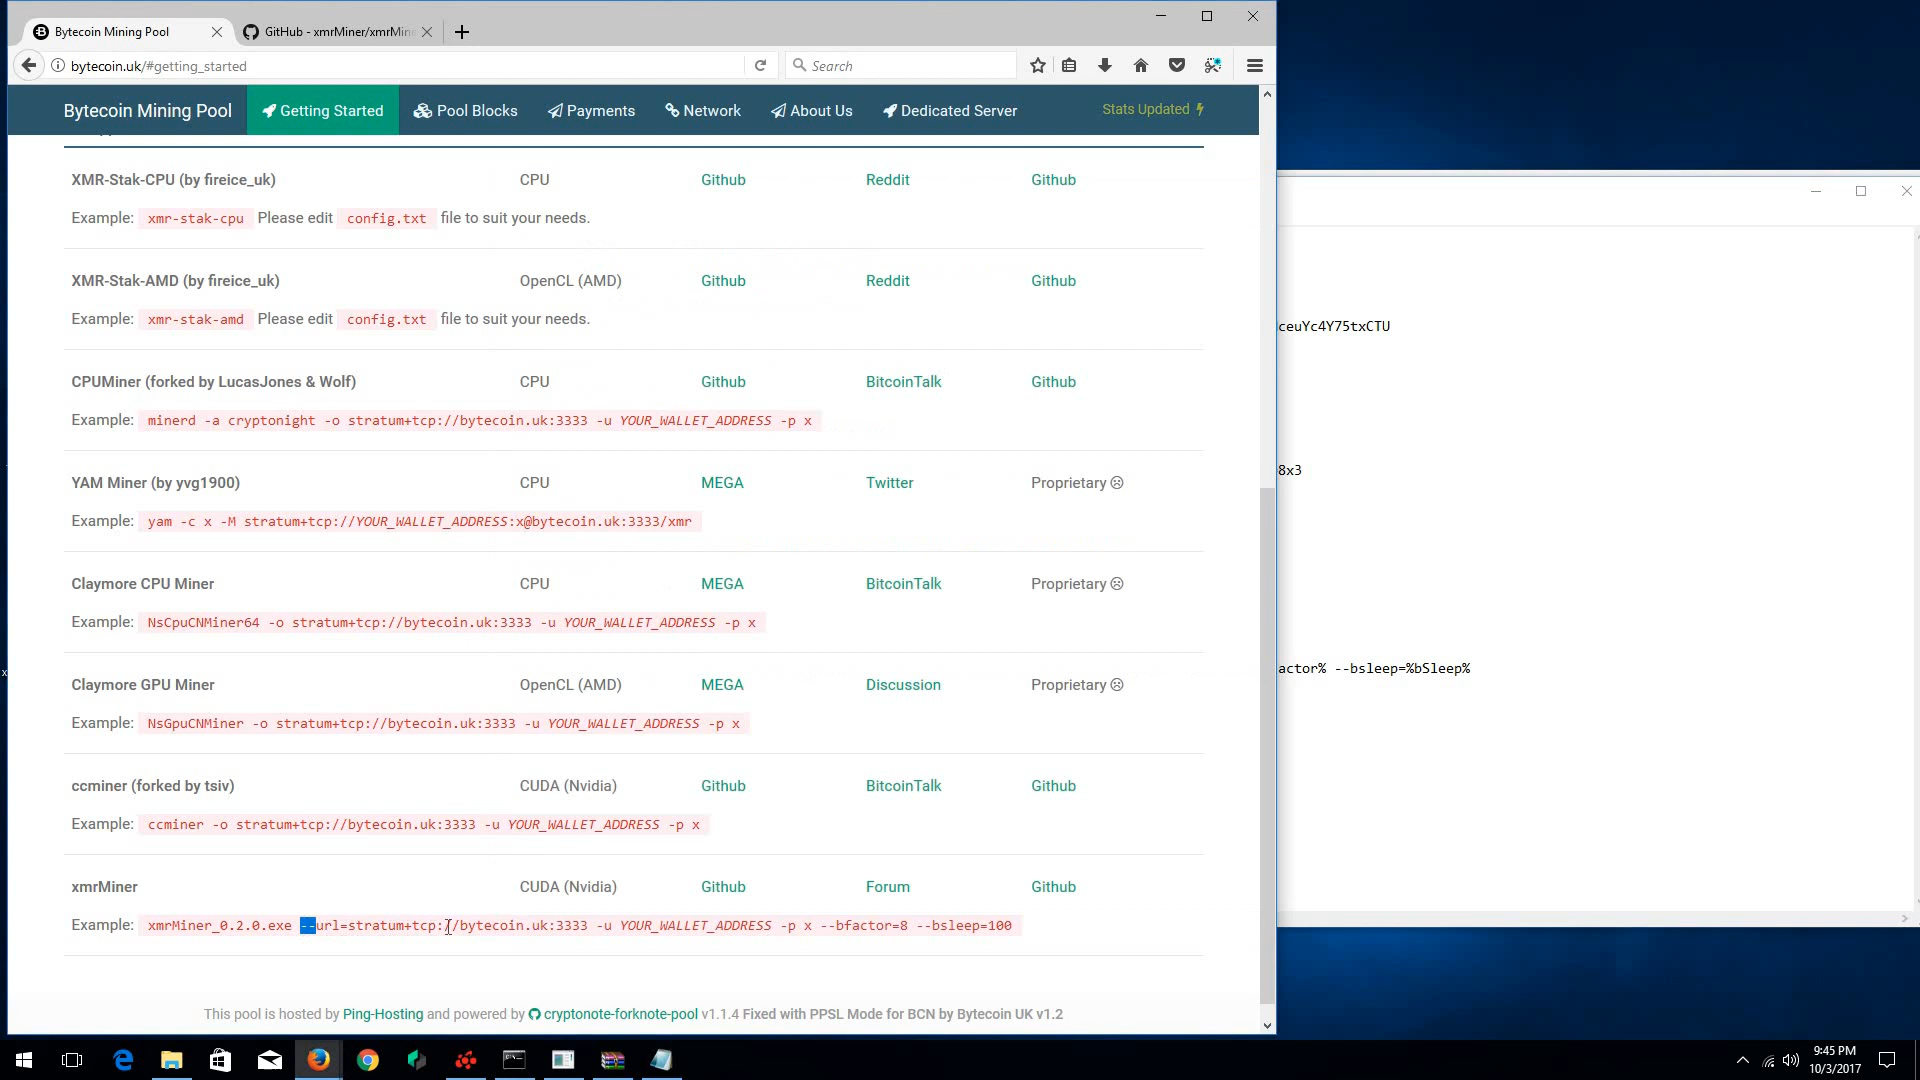 Bytecoin Mining Pool
GitHub - xmrMiner/xmrMin
bytecoin.uk/#getting_started
Search
Bytecoin Mining Pool Getting Started Pool Blocks Payments Network About Us Dedicated Server Stats Updated
XMR-Stak-CPU (by fireice_uk) CPU Github Reddit Github
Example: xmr-stak-cpu Please edit config.txt file to suit your needs.
XMR-Stak-AMD (by fireice_uk) OpenCL (AMD) Github Reddit Github
Example: xmr-stak-amd Please edit config.txt file to suit your needs.
CPUMiner (forked by LucasJones & Wolf) CPU Github BitcoinTalk Github
Example: minerd -a cryptonight -o stratum+tcp://bytecoin.uk:3333 -u YOUR_WALLET_ADDRESS -p x
YAM Miner (by yvg1900) CPU MEGA Twitter Proprietary
Example: yam -c x -M stratum+tcp://YOUR_WALLET_ADDRESS:x@bytecoin.uk:3333/xmr
Claymore CPU Miner CPU MEGA BitcoinTalk Proprietary
Example: NsCpuCNMiner64 -o stratum+tcp://bytecoin.uk:3333 -u YOUR_WALLET_ADDRESS -p x
Claymore GPU Miner OpenCL (AMD) MEGA Discussion Proprietary
Example: NsGpuCNMiner -o stratum+tcp://bytecoin.uk:3333 -u YOUR_WALLET_ADDRESS -p x
ccminer (forked by tsiv) CUDA (Nvidia) Github BitcoinTalk Github
Example: ccminer -o stratum+tcp://bytecoin.uk:3333 -u YOUR_WALLET_ADDRESS -p x
xmrMiner CUDA (Nvidia) Github Forum Github
Example: xmrMiner_0.2.0.exe --url=stratum+tcp://bytecoin.uk:3333 -u YOUR_WALLET_ADDRESS -p x --bfactor=8 --bsleep=100
This pool is hosted by Ping-Hosting and powered by cryptonote-forknote-pool v1.1.4 Fixed with PPSL Mode for BCN by Bytecoin UK v1.2
ceuYc4Y75txCTU
8x3
actor% --bsleep=%bSleep%
x
9:45 PM
10/3/2017